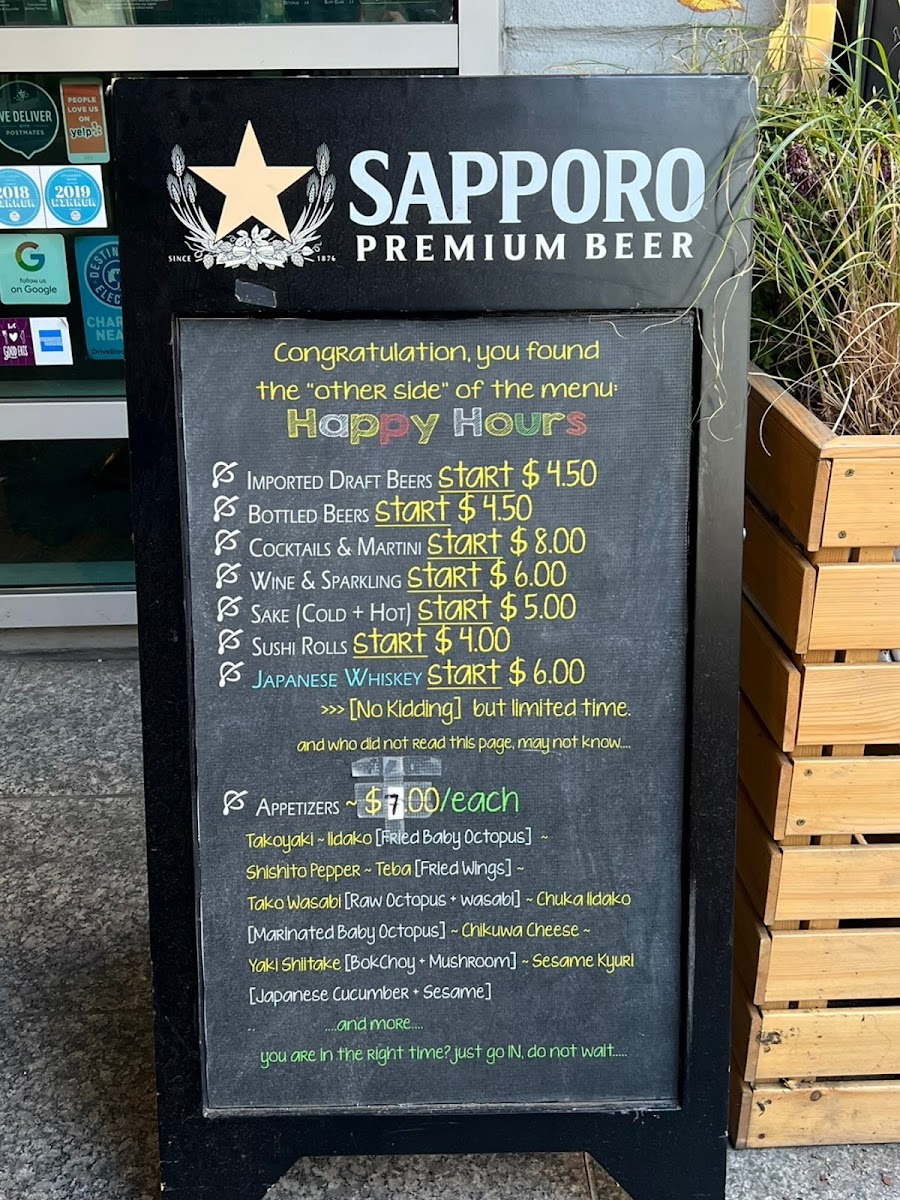 WE DELIVER
WITH
POSTMATES
PEOPLE
LOVE US
ON
yelp
2018
WINNER
2019
WINNER
G
follow us
on Google
GOOD EATS
SINCE 1876
SAPPORO
PREMIUM BEER
Congratulation, you found
the "other side" of the menu:
Happy Hours
Imported Draft Beers start $ 4.50
Bottled Beers start $ 4.50
Cocktails & Martini start $ 8.00
Wine & Sparkling start $ 6.00
Sake (Cold + Hot) start $ 5.00
Sushi Rolls start $ 4.00
Japanese Whiskey start $ 6.00
>>> [No Kidding] but limited time.
and who did not read this page, may not know....
Appetizers ~ $7.00/each
Takoyaki ~ Iidako [Fried Baby Octopus] ~
Shishito Pepper ~ Teba [Fried Wings] ~
Tako Wasabi [Raw Octopus + wasabi] ~ Chuka Iidako
[Marinated Baby Octopus] ~ Chikuwa Cheese ~
Yaki Shiitake [BokChoy + Mushroom] ~ Sesame Kyuri
[Japanese Cucumber + Sesame]
.. ....and more....
you are in the right time? just go IN, do not wait.....